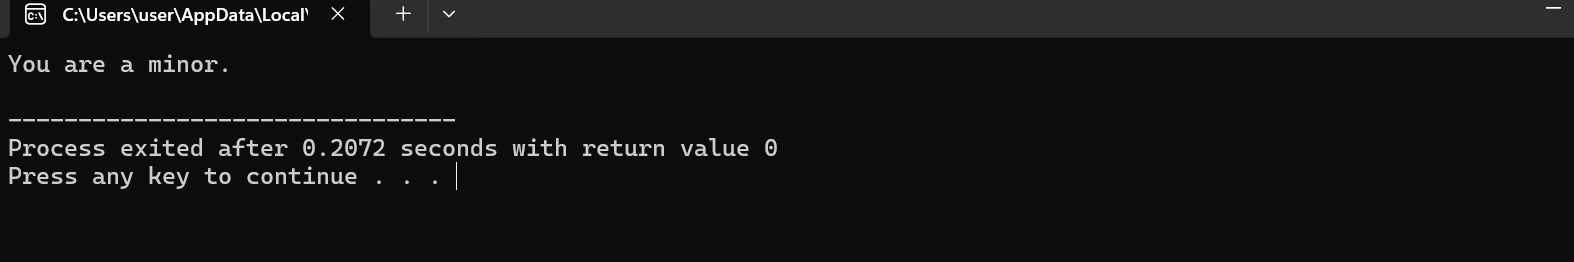 C:\Users\user\AppData\Local\
You are a minor.
--------------------------------
Process exited after 0.2072 seconds with return value 0
Press any key to continue . . .